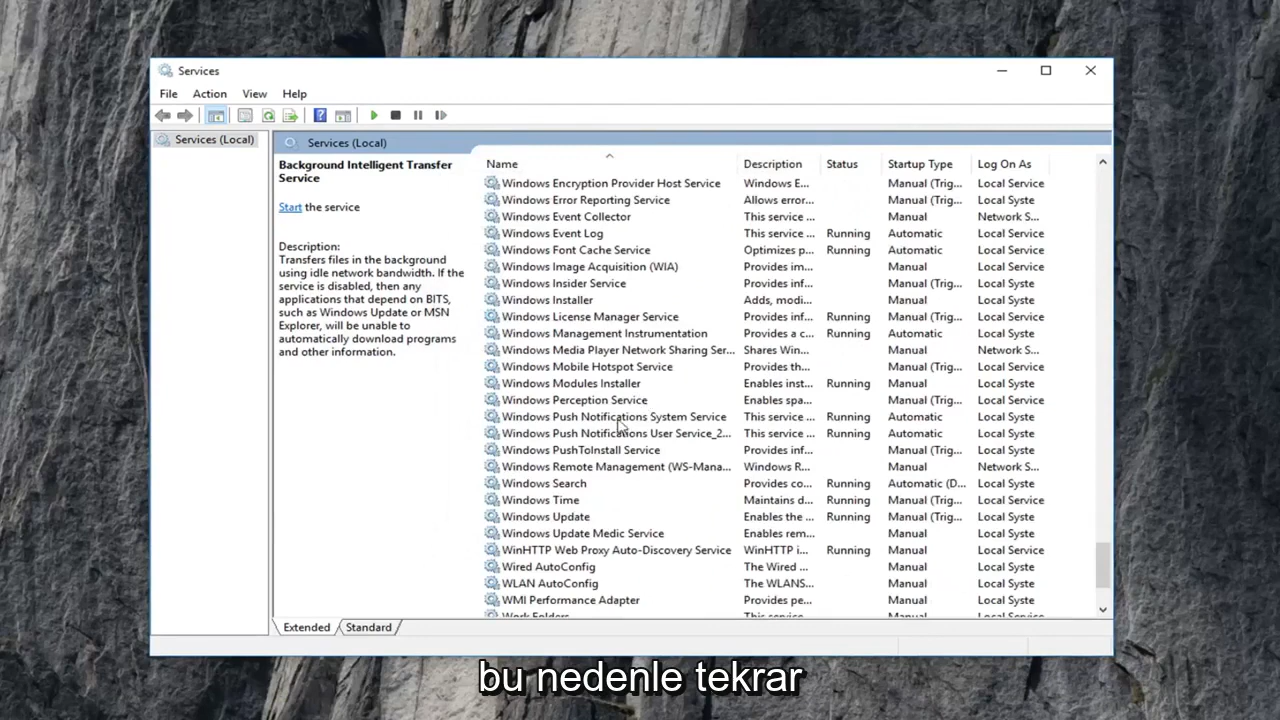 Services
File Action View Help
Services (Local)
Services (Local)
Background Intelligent Transfer
Service
Start the service
Description:
Transfers files in the background
using idle network bandwidth. If the
service is disabled, then any
applications that depend on BITS,
such as Windows Update or MSN
Explorer, will be unable to
automatically download programs
and other information.
Name Description Status Startup Type Log On As
Windows Encryption Provider Host Service Windows E... Manual (Trig... Local Service
Windows Error Reporting Service Allows error... Manual (Trig... Local Syste
Windows Event Collector This service ... Manual Network S...
Windows Event Log This service ... Running Automatic Local Service
Windows Font Cache Service Optimizes p... Running Automatic Local Service
Windows Image Acquisition (WIA) Provides im... Manual Local Service
Windows Insider Service Provides inf... Manual (Trig... Local Syste
Windows Installer Adds, modi... Manual Local Syste
Windows License Manager Service Provides inf... Running Manual (Trig... Local Service
Windows Management Instrumentation Provides a c... Running Automatic Local Syste
Windows Media Player Network Sharing Ser... Shares Win... Manual Network S...
Windows Mobile Hotspot Service Provides th... Manual (Trig... Local Service
Windows Modules Installer Enables inst... Running Manual Local Syste
Windows Perception Service Enables spa... Manual (Trig... Local Service
Windows Push Notifications System Service This service ... Running Automatic Local Syste
Windows Push Notifications User Service_2... This service ... Running Automatic Local Syste
Windows PushToInstall Service Provides inf... Manual (Trig... Local Syste
Windows Remote Management (WS-Mana... Windows R... Manual Network S...
Windows Search Provides co... Running Automatic (D... Local Syste
Windows Time Maintains d... Running Manual (Trig... Local Service
Windows Update Enables the ... Running Manual (Trig... Local Syste
Windows Update Medic Service Enables rem... Manual Local Syste
WinHTTP Web Proxy Auto-Discovery Service WinHTTP i... Running Manual Local Service
Wired AutoConfig The Wired ... Manual Local Syste
WLAN AutoConfig The WLANS... Manual Local Syste
WMI Performance Adapter Provides pe... Manual Local Syste
Work Folders
Extended Standard
bu nedenle tekrar